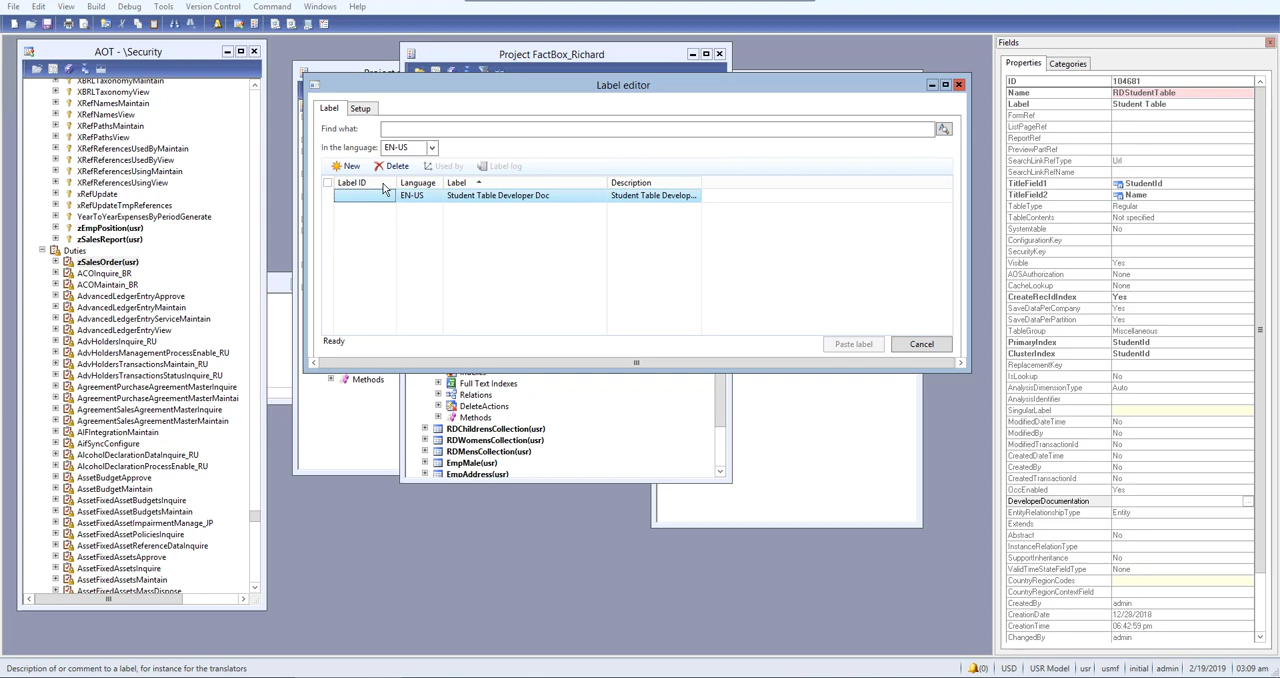 File Edit View Build Debug Tools Version Control Command Windows Help
AOT - \Security
XBRLTaxonomyMaintain
XBRLTaxonomyView
XRefNamesMaintain
XRefNamesView
XRefPathsMaintain
XRefPathsView
XRefReferencesUsedByMaintain
XRefReferencesUsedByView
XRefReferencesUsingMaintain
XRefReferencesUsingView
xRefUpdate
xRefUpdateTmpReferences
YearToYearExpensesByPeriodGenerate
zEmpPosition(usr)
zSalesReport(usr)
Duties
zSalesOrder(usr)
ACOInquire_BR
ACOMaintain_BR
AdvancedLedgerEntryApprove
AdvancedLedgerEntryMaintain
AdvancedLedgerEntryServiceMaintain
AdvancedLedgerEntryView
AdvHoldersInquire_RU
AdvHoldersManagementProcessEnable_RU
AdvHoldersTransactionsMaintain_RU
AdvHoldersTransactionsStatusInquire_RU
AgreementPurchaseAgreementMasterInquire
AgreementPurchaseAgreementMasterMaintai
AgreementSalesAgreementMasterInquire
AgreementSalesAgreementMasterMaintain
AIFIntegrationMaintain
AifSyncConfigure
AlcoholDeclarationDataInquire_RU
AlcoholDeclarationProcessEnable_RU
AssetBudgetApprove
AssetBudgetMaintain
AssetFixedAssetBudgetsInquire
AssetFixedAssetBudgetsMaintain
AssetFixedAssetImpairmentManage_JP
AssetFixedAssetPoliciesInquire
AssetFixedAssetReferenceDataInquire
AssetFixedAssetsApprove
AssetFixedAssetsInquire
AssetFixedAssetsMaintain
AssetFixedAssetsMassDispose
Project FactBox_Richard
Label editor
Label Setup
Find what:
In the language: EN-US
New Delete Used by Label log
Label ID Language Label Description
EN-US Student Table Developer Doc Student Table Develop...
Ready
Paste label Cancel
Methods
Full Text Indexes
Relations
DeleteActions
Methods
RDChildrensCollection(usr)
RDWomensCollection(usr)
RDMensCollection(usr)
EmpMale(usr)
EmpAddress(usr)
Fields
Properties Categories
ID 104681
Name RDStudentTable
Label Student Table
FormRef
ListPageRef
ReportRef
PreviewPartRef
SearchLinkRefType Url
SearchLinkRefName
TitleField1 StudentId
TitleField2 Name
TableType Regular
TableContents Not specified
Systemtable No
ConfigurationKey
SecurityKey
Visible Yes
AOSAuthorization None
CacheLookup None
CreateRecIdIndex Yes
SaveDataPerCompany Yes
SaveDataPerPartition Yes
TableGroup Miscellaneous
PrimaryIndex StudentId
ClusterIndex StudentId
ReplacementKey
IsLookup No
AnalysisDimensionType Auto
AnalysisIdentifier
SingularLabel
ModifiedDateTime No
ModifiedBy No
ModifiedTransactionId No
CreatedDateTime No
CreatedBy No
CreatedTransactionId No
OccEnabled Yes
DeveloperDocumentation
EntityRelationshipType Entity
Extends
Abstract No
InstanceRelationType
SupportInheritance No
ValidTimeStateFieldType None
CountryRegionCodes
CountryRegionContextField
CreatedBy admin
CreationDate 12/28/2018
CreationTime 06:42:59 pm
ChangedBy admin
Description of or comment to a label, for instance for the translators
(0) USD USR Model usr usmf initial admin 2/19/2019 03:09 am